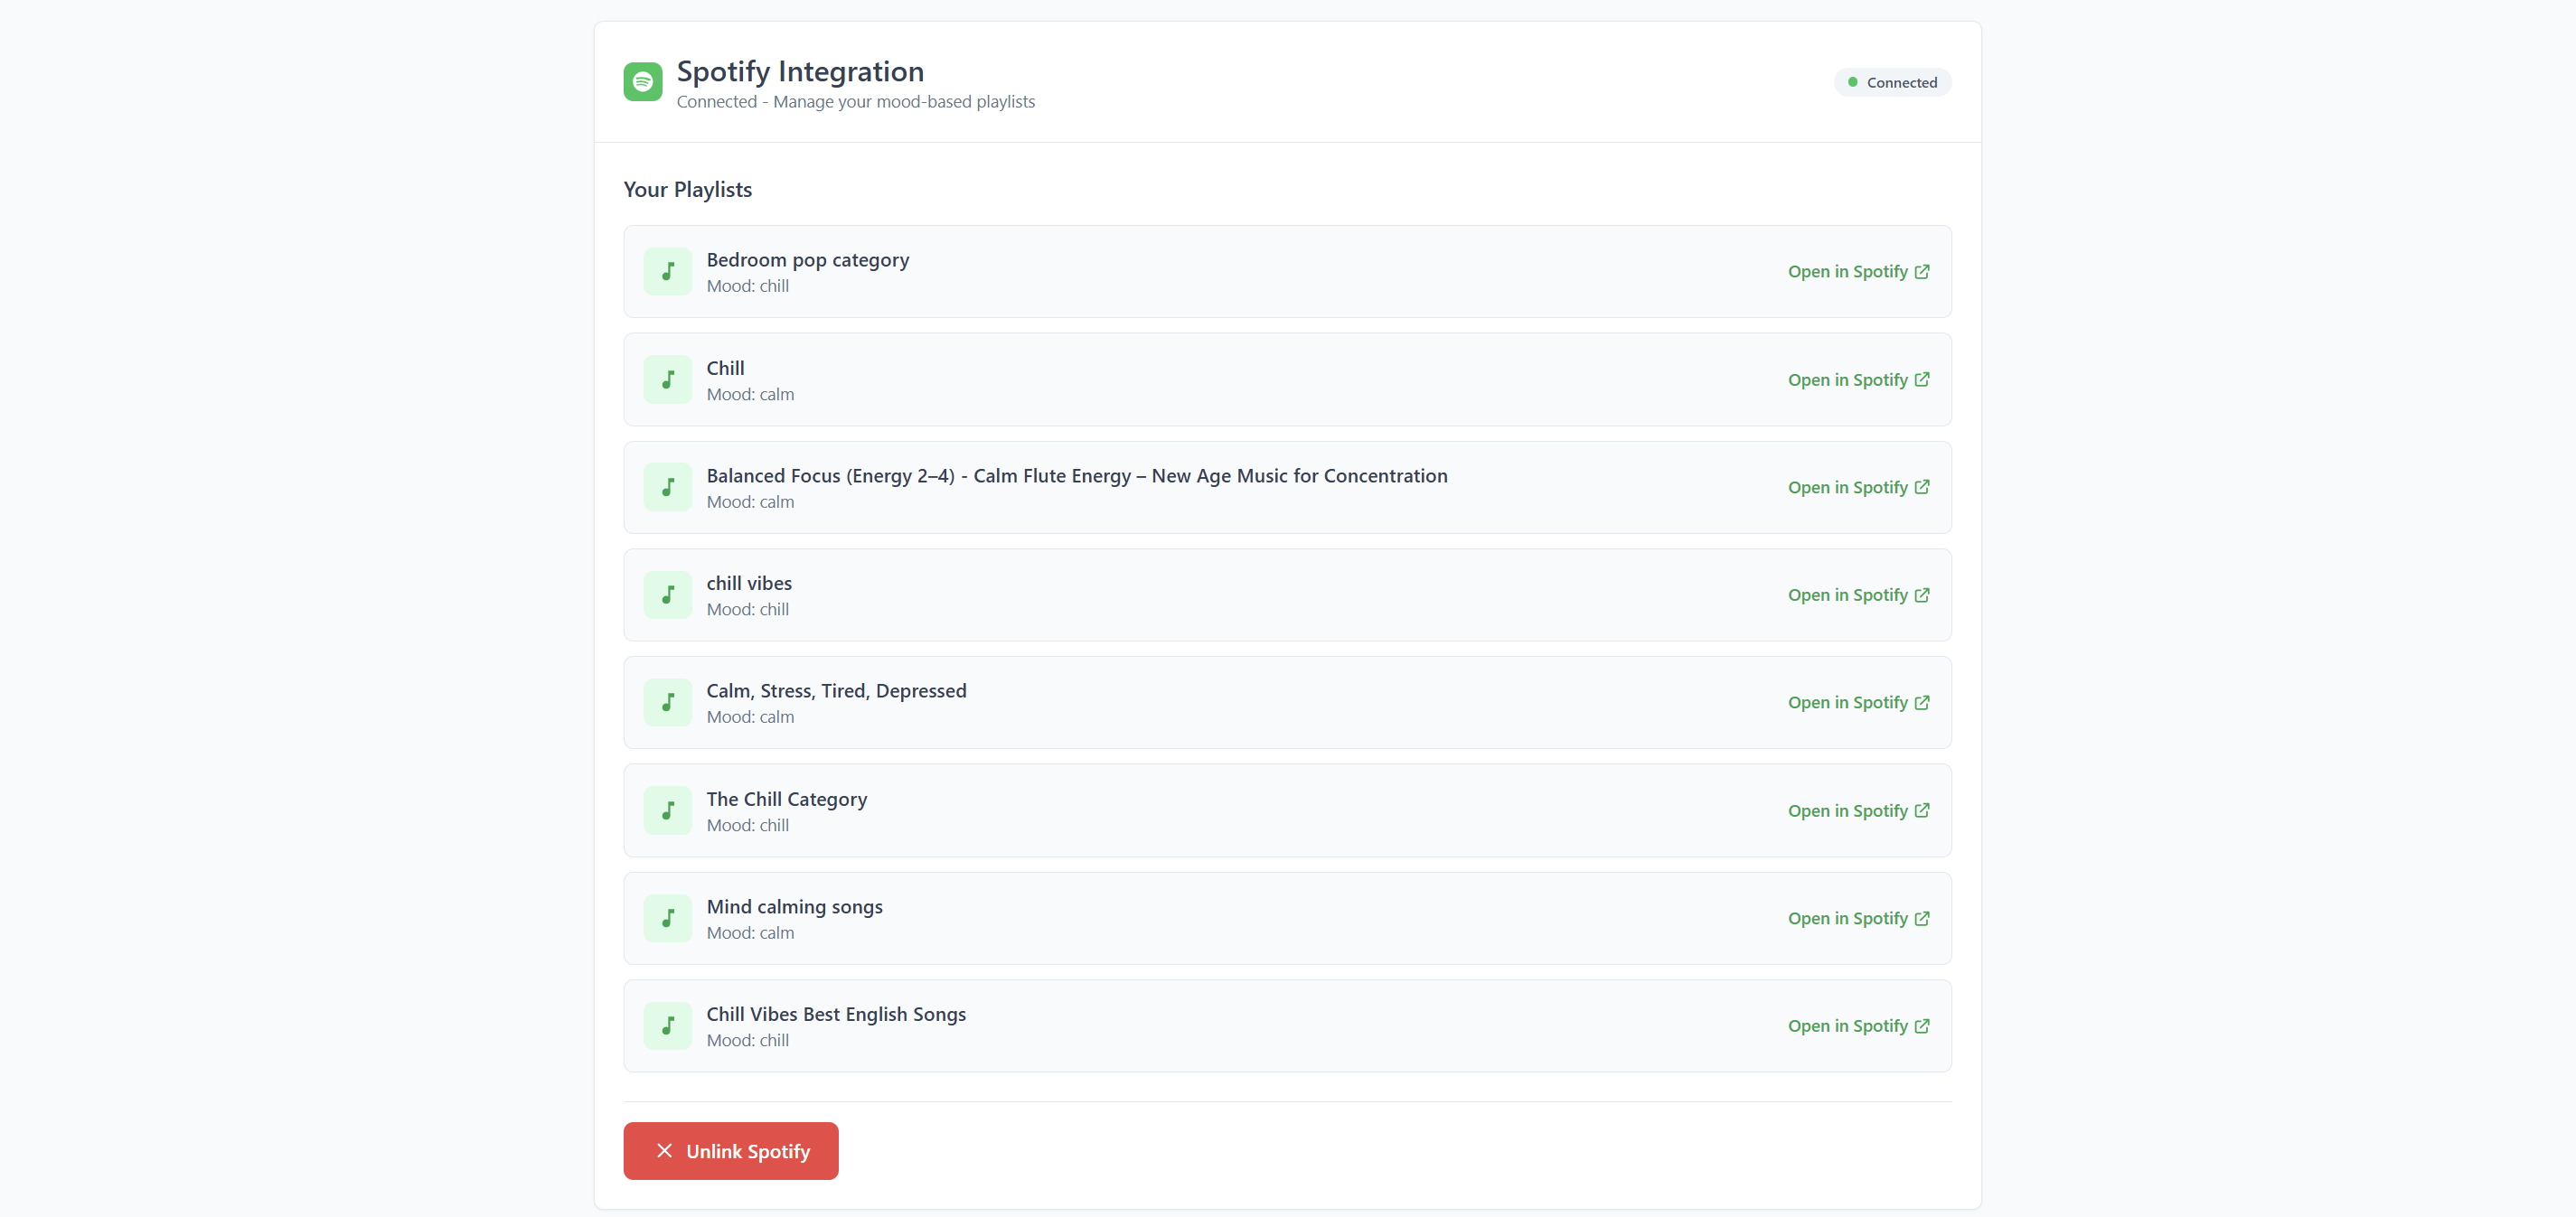 Spotify Integration
Connected - Manage your mood-based playlists
Connected
Your Playlists
Bedroom pop category
Mood: chill
Open in Spotify
Chill
Mood: calm
Open in Spotify
Balanced Focus (Energy 2–4) - Calm Flute Energy – New Age Music for Concentration
Mood: calm
Open in Spotify
chill vibes
Mood: chill
Open in Spotify
Calm, Stress, Tired, Depressed
Mood: calm
Open in Spotify
The Chill Category
Mood: chill
Open in Spotify
Mind calming songs
Mood: calm
Open in Spotify
Chill Vibes Best English Songs
Mood: chill
Open in Spotify
Unlink Spotify